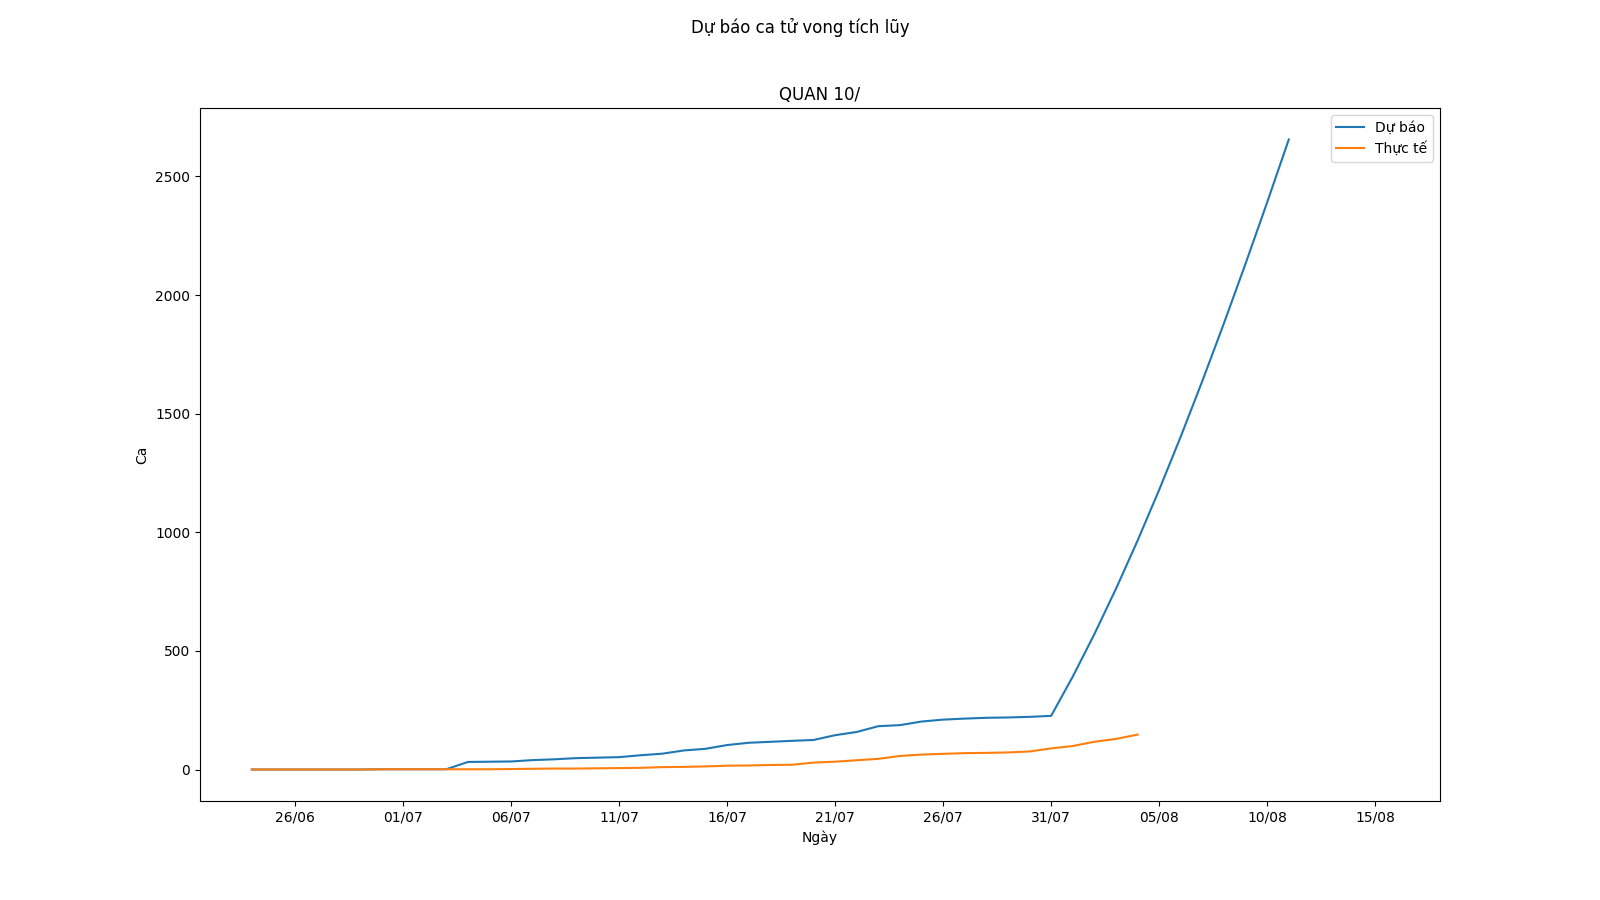 Dự báo ca tử vong tích lũy
QUAN 10/
Dự báo
Thực tế
2500
2000
1500
1000
500
0
Ca
26/06 01/07 06/07 11/07 16/07 21/07 26/07 31/07 05/08 10/08 15/08
Ngày